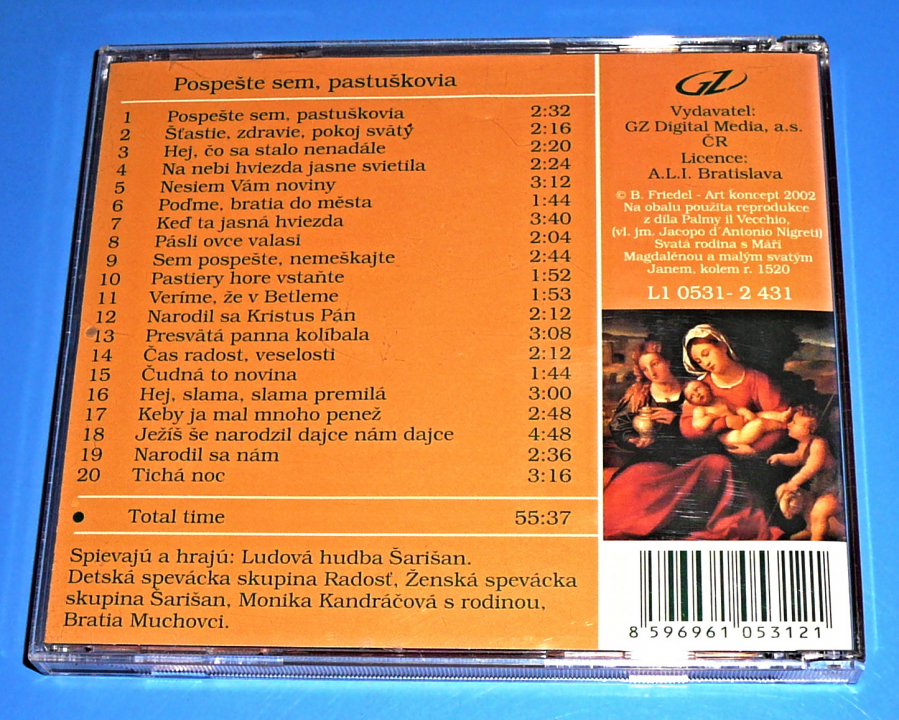 Pospešte sem, pastuškovia
1 Pospešte sem, pastuškovia 2:32
2 Šťastie, zdravie, pokoj svätý 2:16
3 Hej, čo sa stalo nenadále 2:20
4 Na nebi hviezda jasne svietila 2:24
5 Nesiem Vám noviny 3:12
6 Poďme, bratia do města 1:44
7 Keď ta jasná hviezda 3:40
8 Pásli ovce valasi 2:04
9 Sem pospešte, nemeškajte 2:44
10 Pastiery hore vstaňte 1:52
11 Veríme, že v Betleme 1:53
12 Narodil sa Kristus Pán 2:12
13 Presvätá panna kolíbala 3:08
14 Čas radost, veselosti 2:12
15 Čudná to novina 1:44
16 Hej, slama, slama premilá 3:00
17 Keby ja mal mnoho penež 2:48
18 Ježíš še narodzil dajce nám dajce 4:48
19 Narodil sa nám 2:36
20 Tichá noc 3:16
Total time 55:37
Spievajú a hrajú: Ludová hudba Šarišan.
Detská spevácka skupina Radosť, Ženská spevácka
skupina Šarišan, Monika Kandráčová s rodinou,
Bratia Muchovci.
GZ
Vydavatel:
GZ Digital Media, a.s.
ČR
Licence:
A.L.I. Bratislava
© B. Friedel - Art koncept 2002
Na obalu použita reprodukce
z díla Palmy il Vecchio,
(vl. jm. Jacopo d'Antonio Nigreti)
Svatá rodina s Máří
Magdalénou a malým svatým
Janem, kolem r. 1520
L1 0531- 2 431
8 596961 053121